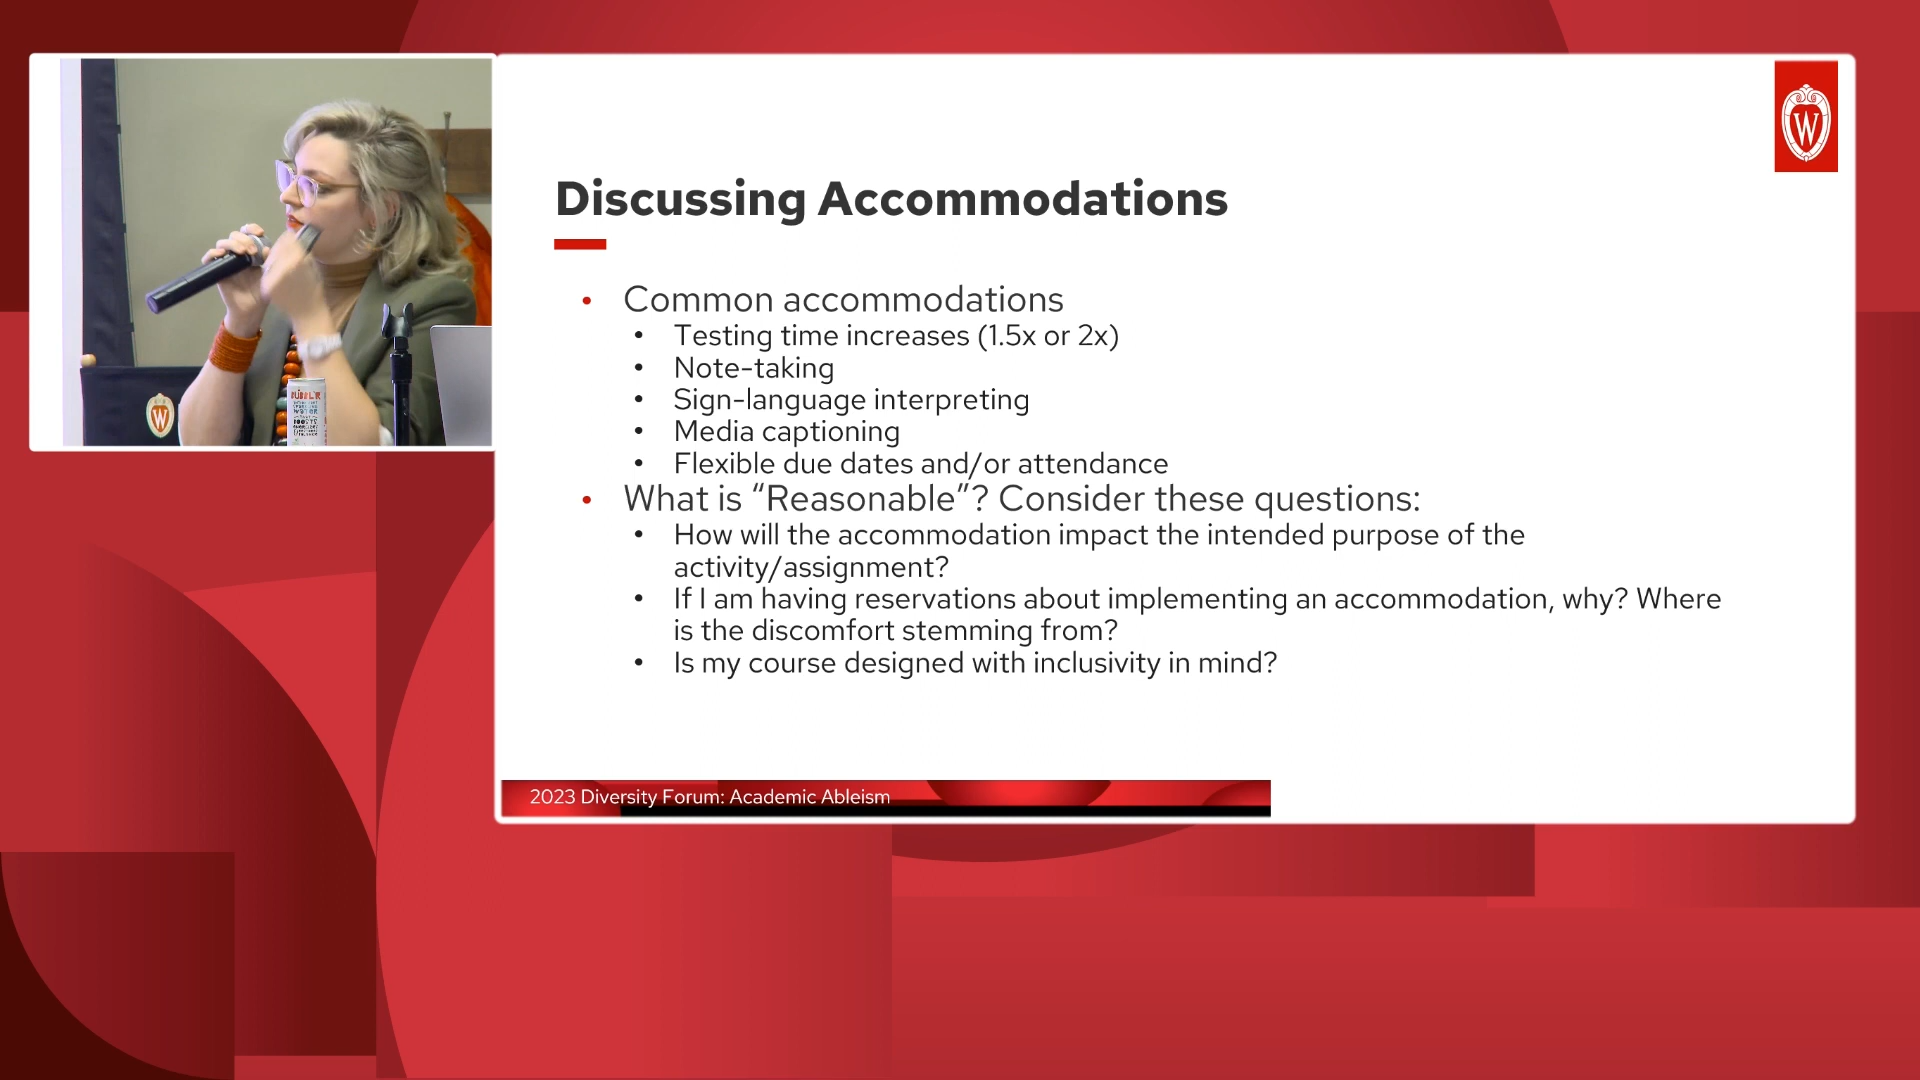 W
Discussing Accommodations
• Common accommodations
• Testing time increases (1.5x or 2x)
• Note-taking
• Sign-language interpreting
• Media captioning
• Flexible due dates and/or attendance
• What is “Reasonable”? Consider these questions:
• How will the accommodation impact the intended purpose of the
activity/assignment?
• If I am having reservations about implementing an accommodation, why? Where
is the discomfort stemming from?
• Is my course designed with inclusivity in mind?
2023 Diversity Forum: Academic Ableism
W